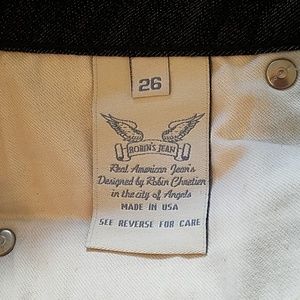 26
ROBIN'S JEAN
Real American Jean's
Designed by Robin Chretien
in the city of Angels
MADE IN USA
SEE REVERSE FOR CARE